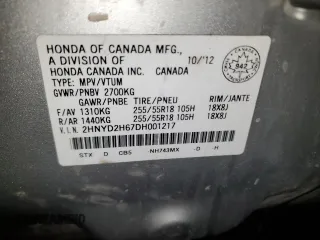 HONDA OF CANADA MFG.,
A DIVISION OF 10/'12
HONDA CANADA INC. CANADA
TYPE: MPV/VTUM
GVWR/PNBV 2700KG
GAWR/PNBE TIRE/PNEU RIM/JANTE
F/AV 1310KG 255/55R18 105H 18X8J
R/AR 1440KG 255/55R18 105H 18X8J
V.I.N. 2HNYD2H67DH001217
STX D CBS NH743MX D H
942